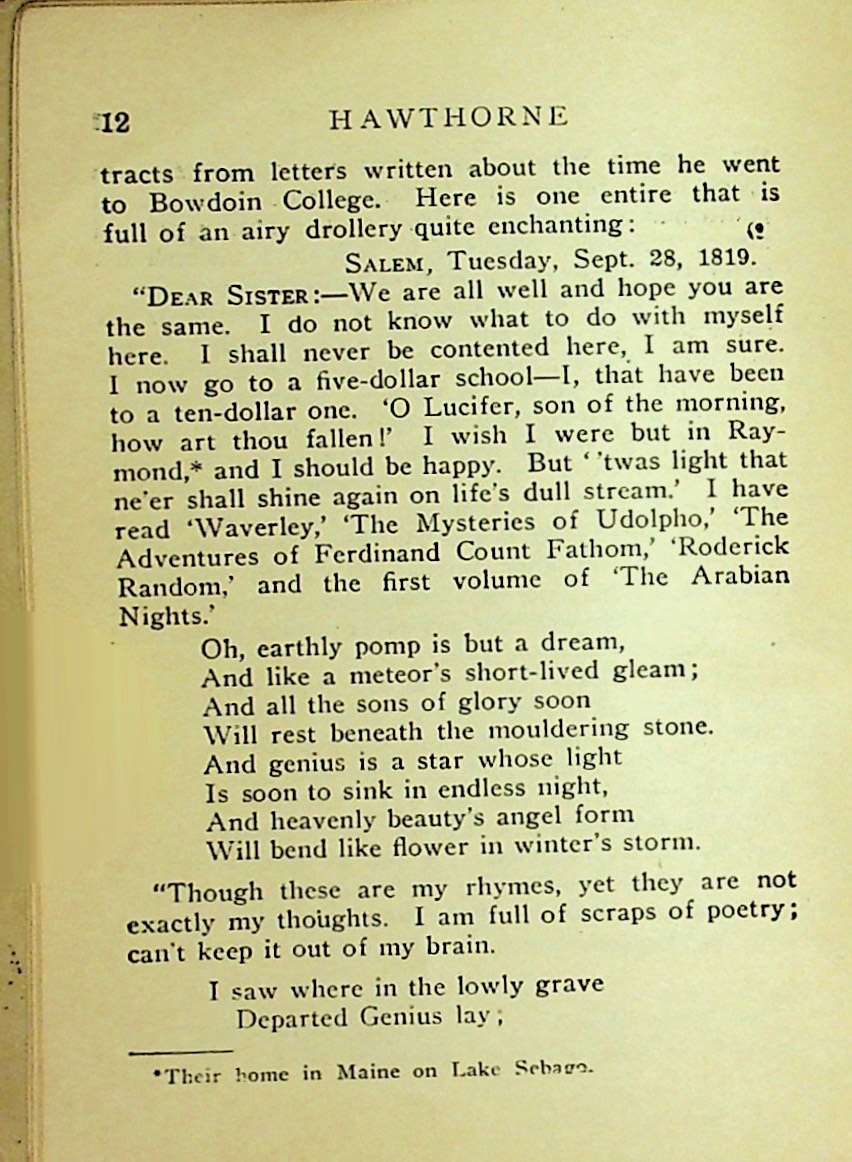 12 HAWTHORNE
tracts from letters written about the time he went
to Bowdoin College. Here is one entire that is
full of an airy drollery quite enchanting:
SALEM, Tuesday, Sept. 28, 1819.
“DEAR SISTER:—We are all well and hope you are
the same. I do not know what to do with myself
here. I shall never be contented here, I am sure.
I now go to a five-dollar school—I, that have been
to a ten-dollar one. ‘O Lucifer, son of the morning,
how art thou fallen!’ I wish I were but in Ray-
mond,* and I should be happy. But ‘ ’twas light that
ne’er shall shine again on life’s dull stream.’ I have
read ‘Waverley,’ ‘The Mysteries of Udolpho,’ ‘The
Adventures of Ferdinand Count Fathom,’ ‘Roderick
Random,’ and the first volume of ‘The Arabian
Nights.’
Oh, earthly pomp is but a dream,
And like a meteor’s short-lived gleam;
And all the sons of glory soon
Will rest beneath the mouldering stone.
And genius is a star whose light
Is soon to sink in endless night,
And heavenly beauty’s angel form
Will bend like flower in winter’s storm.
“Though these are my rhymes, yet they are not
exactly my thoughts. I am full of scraps of poetry;
can’t keep it out of my brain.
I saw where in the lowly grave
Departed Genius lay;
*Their home in Maine on Lake Sebago.